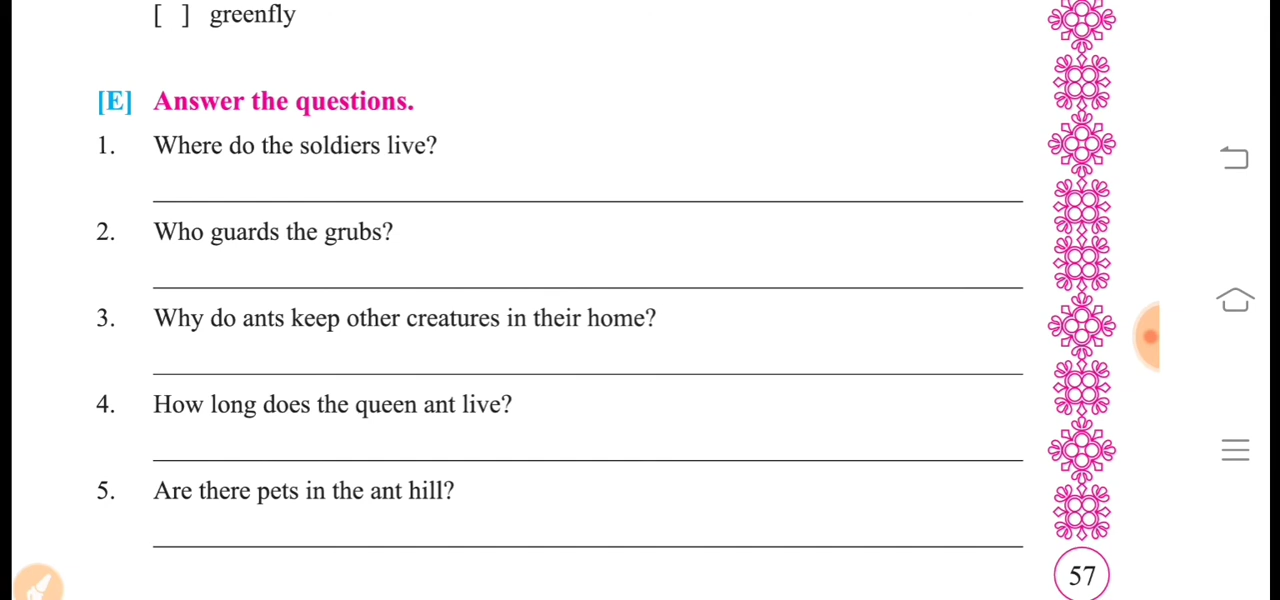 [ ] greenfly
[E] Answer the questions.
1. Where do the soldiers live?
2. Who guards the grubs?
3. Why do ants keep other creatures in their home?
4. How long does the queen ant live?
5. Are there pets in the ant hill?
57